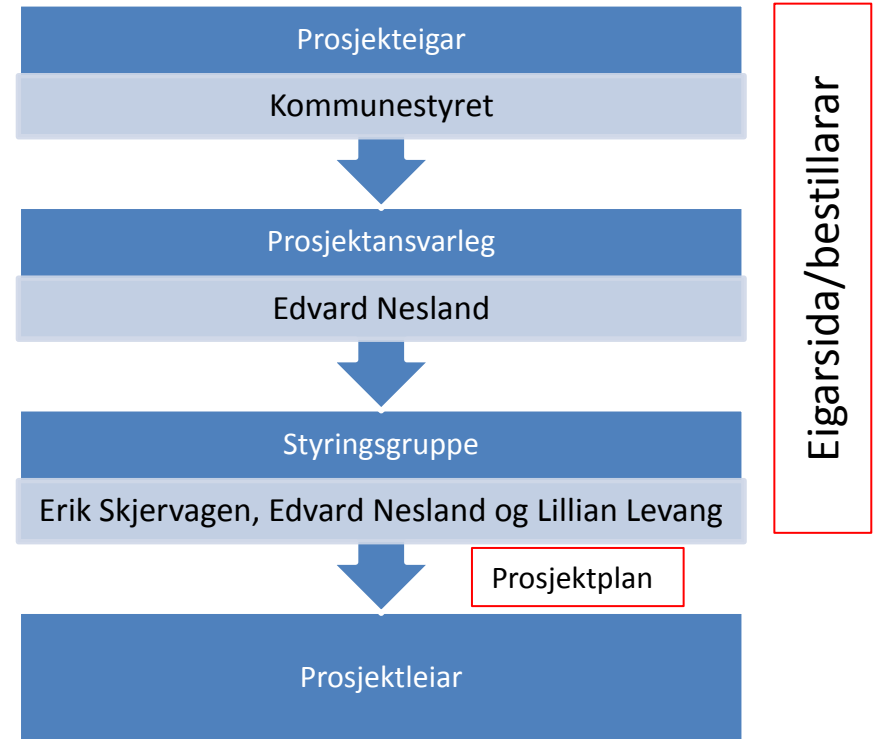 Prosjekteigar
Kommunestyret
Prosjektansvarleg
Edvard Nesland
Styringsgruppe
Erik Skjervagen, Edvard Nesland og Lillian Levang
Prosjektplan
Prosjektleiar
Eigarsida/bestillarar